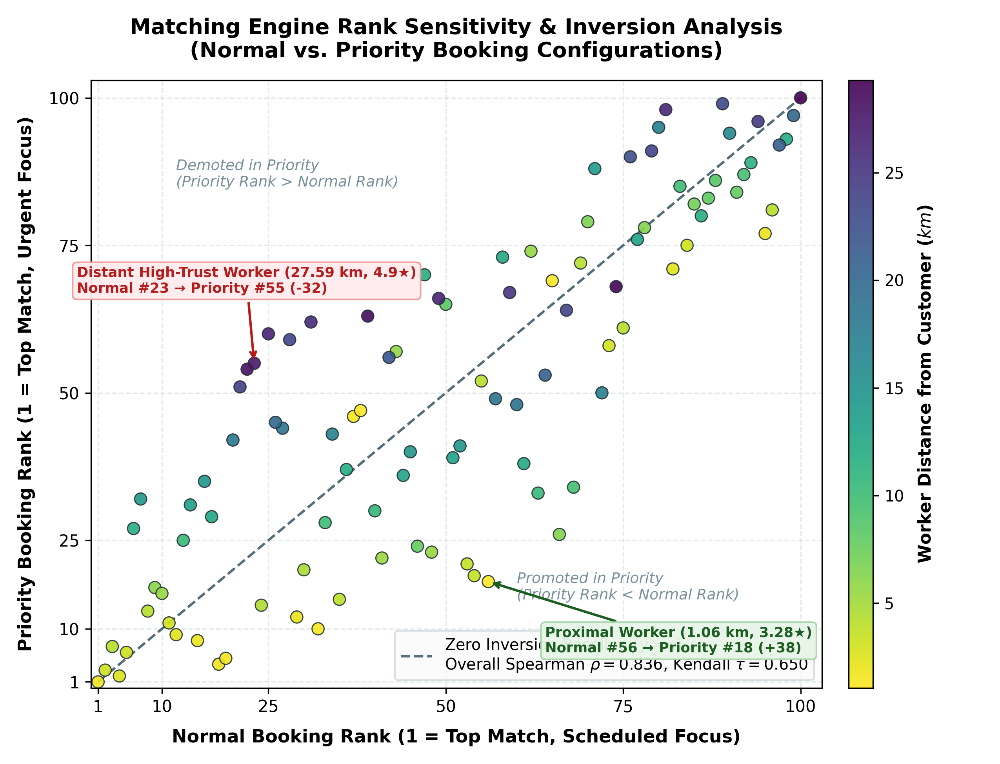 Matching Engine Rank Sensitivity & Inversion Analysis
(Normal vs. Priority Booking Configurations)
Priority Booking Rank (1 = Top Match, Urgent Focus)
100
75
50
25
10
1
Demoted in Priority
(Priority Rank > Normal Rank)
Distant High-Trust Worker (27.59 km, 4.9★)
Normal #23 → Priority #55 (-32)
Promoted in Priority
(Priority Rank < Normal Rank)
Proximal Worker (1.06 km, 3.28★)
Normal #56 → Priority #18 (+38)
Zero Inversion Baseline (y = x)
Overall Spearman ρ = 0.836, Kendall τ = 0.650
1
10
25
50
75
100
Normal Booking Rank (1 = Top Match, Scheduled Focus)
25
20
15
10
5
Worker Distance from Customer (km)